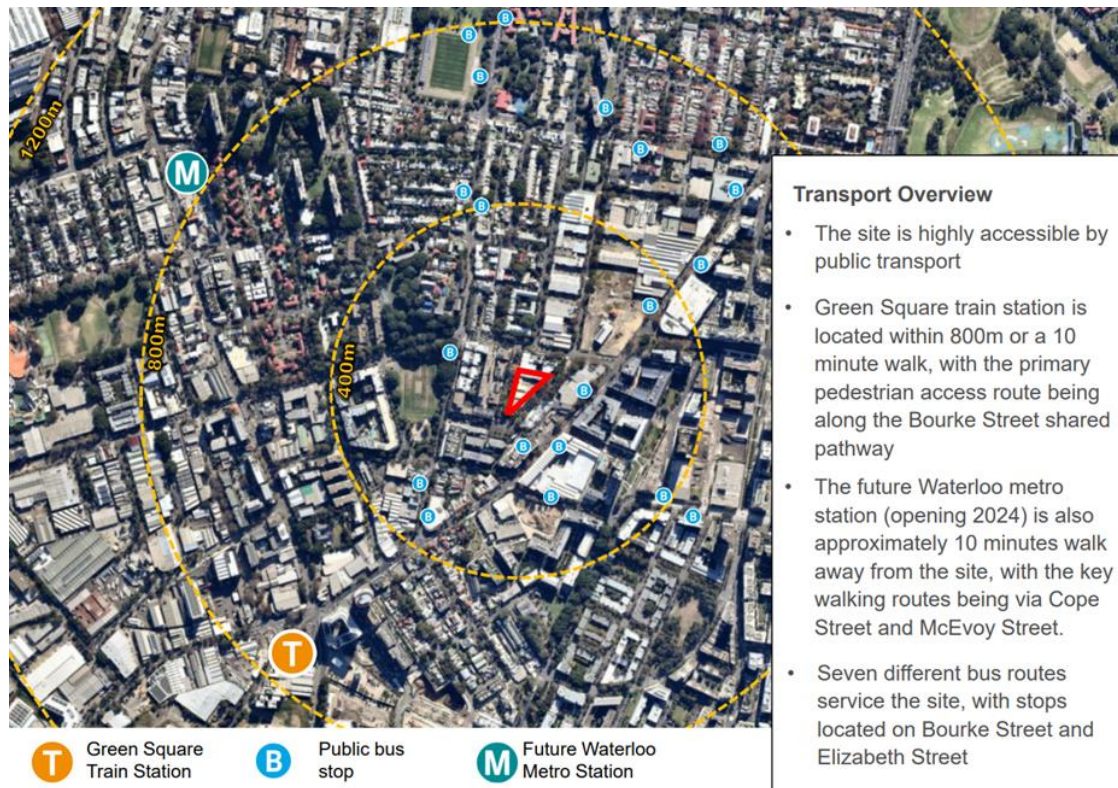 B
B
B
B
B
B
1200m
M
B
B
B
B
B
800m
400m
B
B
B
B
B
B
B
B
B
B
T
Transport Overview
• The site is highly accessible by
public transport
• Green Square train station is
located within 800m or a 10
minute walk, with the primary
pedestrian access route being
along the Bourke Street shared
pathway
• The future Waterloo metro
station (opening 2024) is also
approximately 10 minutes walk
away from the site, with the key
walking routes being via Cope
Street and McEvoy Street.
• Seven different bus routes
service the site, with stops
located on Bourke Street and
Elizabeth Street
T Green Square
Train Station
B Public bus
stop
M Future Waterloo
Metro Station